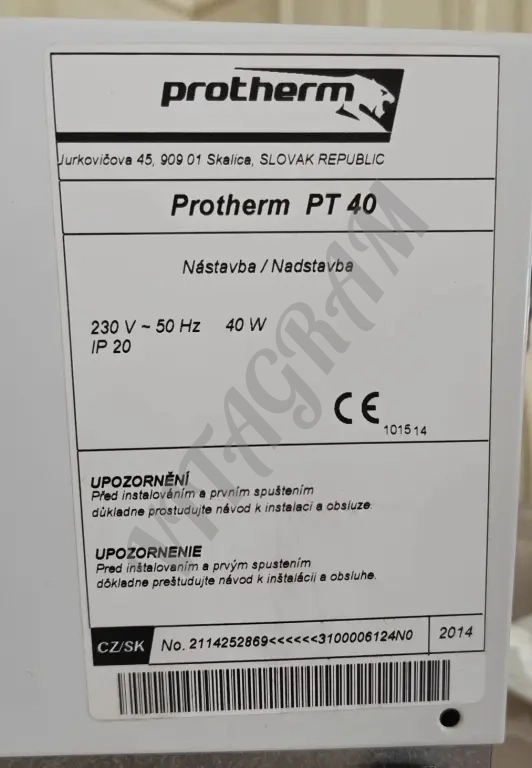 protherm
Jurkovičova 45, 909 01 Skalica, SLOVAK REPUBLIC
Protherm PT 40
Nástavba / Nadstavba
230 V ~ 50 Hz 40 W
IP 20
CE
101514
UPOZORNĚNÍ
Před instalováním a prvním spuštením
důkladne prostudujte návod k instalaci a obsluze.
UPOZORNENIE
Pred inštalovaním a prvým spustením
dôkladne preštudujte návod k inštalácii a obsluhe.
CZ/SK No. 2114252869<<<<<<3100006124N0 2014
VITAGRAM